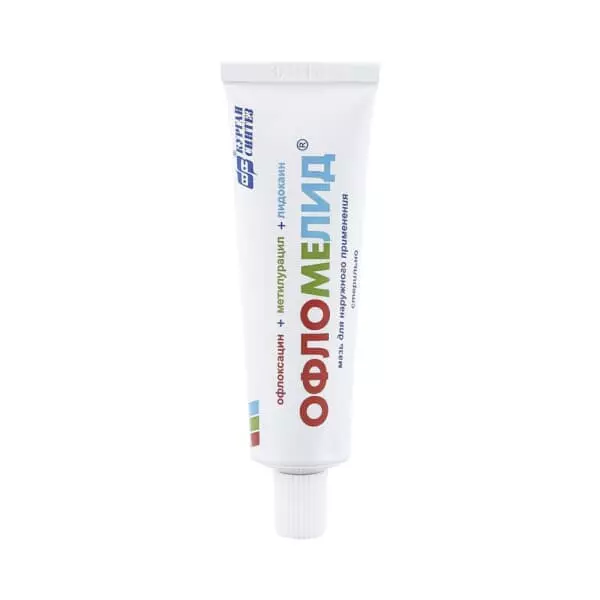 КУРГАН
СИНТЕЗ
офлоксацин + метилурацил + лидокаин
ОФЛОМЕЛИД®
мазь для наружного применения
стерильно